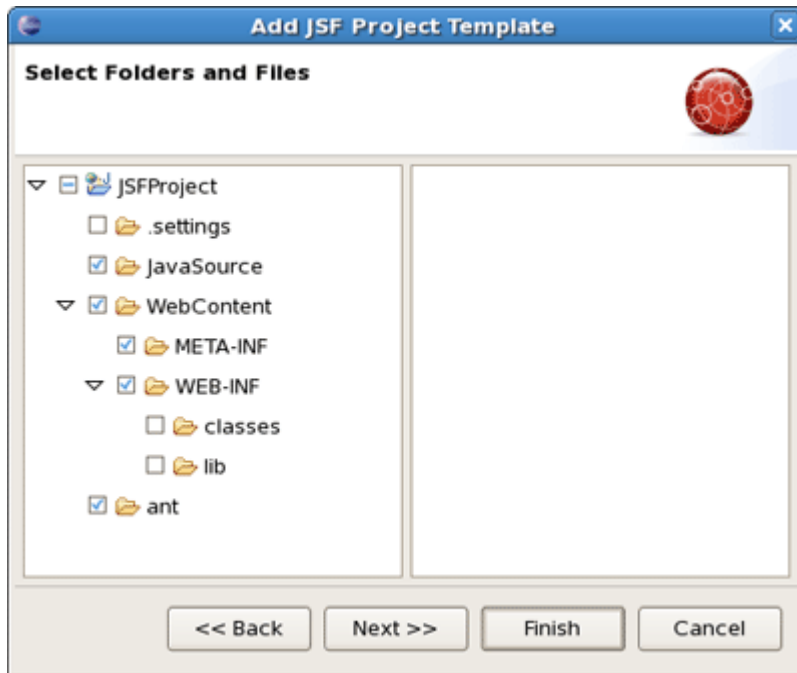 Add JSF Project Template
Select Folders and Files
JSFProject
.settings
JavaSource
WebContent
META-INF
WEB-INF
classes
lib
ant
<< Back
Next >>
Finish
Cancel